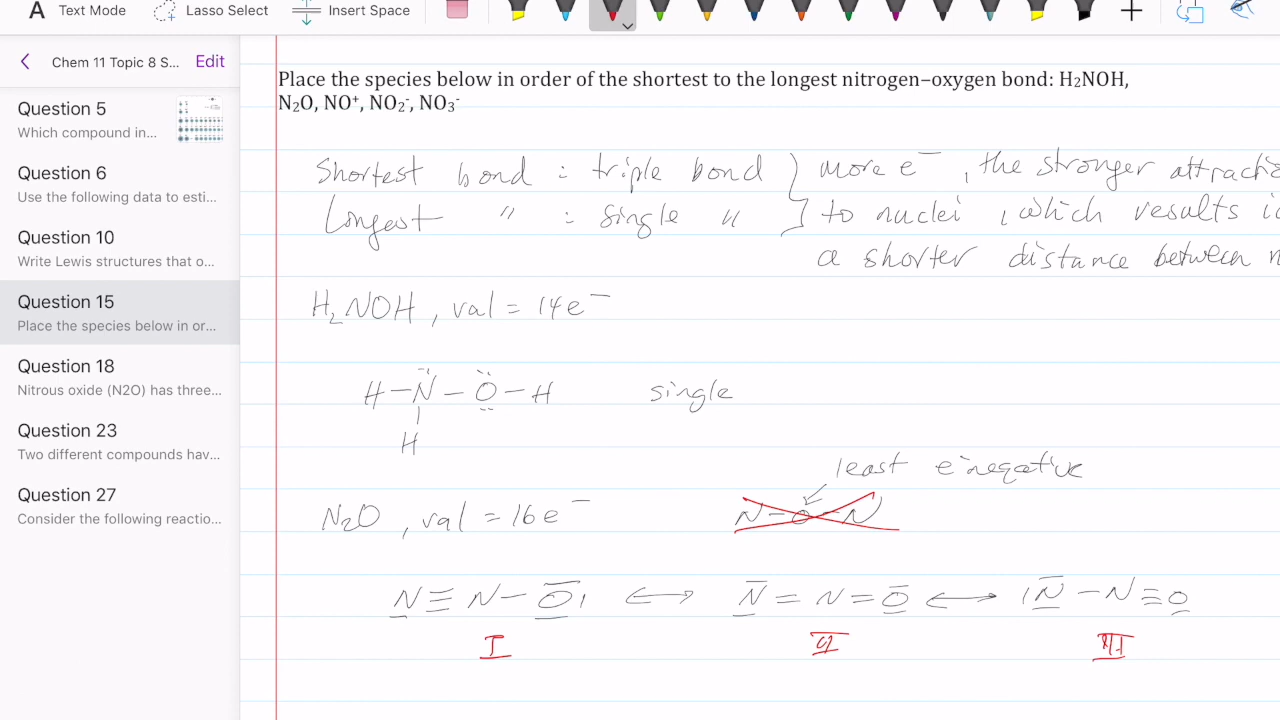 Text Mode
Lasso Select
Insert Space
Chem 11 Topic 8 S...
Edit
Question 5
Which compound in...
Question 6
Use the following data to esti...
Question 10
Write Lewis structures that o...
Question 15
Place the species below in or...
Question 18
Nitrous oxide (N2O) has three...
Question 23
Two different compounds hav...
Question 27
Consider the following reactio...
Place the species below in order of the shortest to the longest nitrogen–oxygen bond: H₂NOH,
N₂O, NO⁺, NO₂⁻, NO₃⁻
Shortest bond : triple bond } more e⁻, the stronger attractio
Longest " : single " } to nuclei, which results i
a shorter distance between n
H₂NOH, val = 14e⁻
H–N–O–H single
H
least e⁻negative
N₂O, val = 16e⁻ N–O–N
N≡N–O ⟷ N=N=O ⟷ N–N≡O
I II III